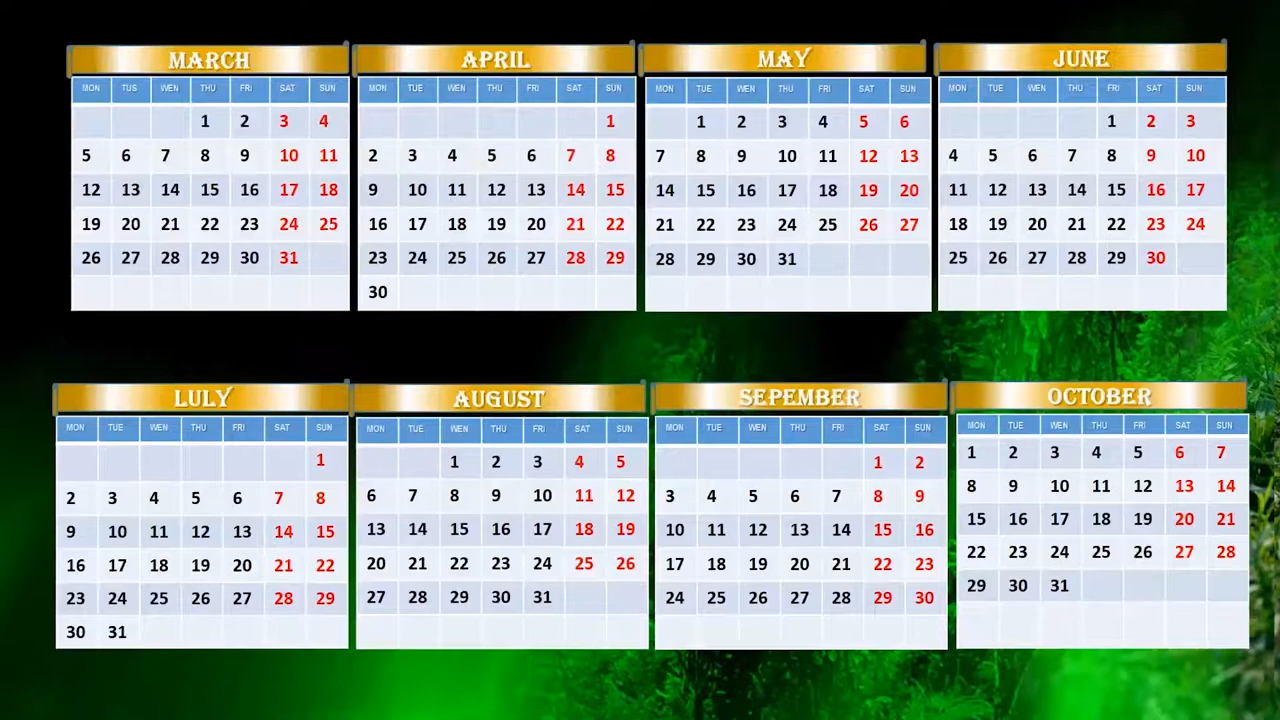 MARCH
MON TUS WEN THU FRI SAT SUN
1 2 3 4
5 6 7 8 9 10 11
12 13 14 15 16 17 18
19 20 21 22 23 24 25
26 27 28 29 30 31
APRIL
MON TUE WEN THU FRI SAT SUN
1
2 3 4 5 6 7 8
9 10 11 12 13 14 15
16 17 18 19 20 21 22
23 24 25 26 27 28 29
30
MAY
MON TUE WEN THU FRI SAT SUN
1 2 3 4 5 6
7 8 9 10 11 12 13
14 15 16 17 18 19 20
21 22 23 24 25 26 27
28 29 30 31
JUNE
MON TUE WEN THU FRI SAT SUN
1 2 3
4 5 6 7 8 9 10
11 12 13 14 15 16 17
18 19 20 21 22 23 24
25 26 27 28 29 30
LULY
MON TUE WEN THU FRI SAT SUN
1
2 3 4 5 6 7 8
9 10 11 12 13 14 15
16 17 18 19 20 21 22
23 24 25 26 27 28 29
30 31
AUGUST
MON TUE WEN THU FRI SAT SUN
1 2 3 4 5
6 7 8 9 10 11 12
13 14 15 16 17 18 19
20 21 22 23 24 25 26
27 28 29 30 31
SEPEMBER
MON TUE WEN THU FRI SAT SUN
1 2
3 4 5 6 7 8 9
10 11 12 13 14 15 16
17 18 19 20 21 22 23
24 25 26 27 28 29 30
OCTOBER
MON TUE WEN THU FRI SAT SUN
1 2 3 4 5 6 7
8 9 10 11 12 13 14
15 16 17 18 19 20 21
22 23 24 25 26 27 28
29 30 31